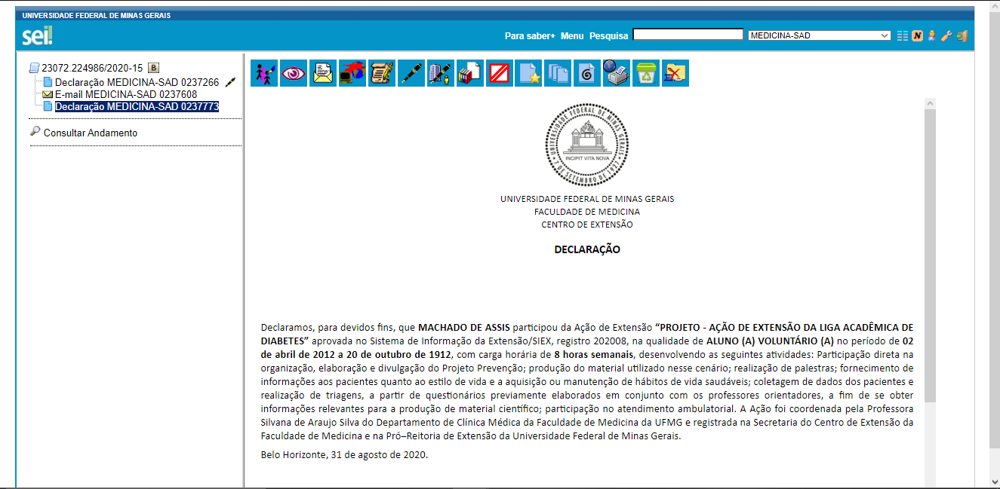 UNIVERSIDADE FEDERAL DE MINAS GERAIS
sei!
Para saber+ Menu Pesquisa MEDICINA-SAD
N
23072.224986/2020-15 B
Declaração MEDICINA-SAD 0237266
E-mail MEDICINA-SAD 0237608
Declaração MEDICINA-SAD 0237773
Consultar Andamento
UNIVERSIDADE FEDERAL DE MINAS GERAIS
INCIPIT VITA NOVA
7 DE SETEMBRO DE 1927
UNIVERSIDADE FEDERAL DE MINAS GERAIS
FACULDADE DE MEDICINA
CENTRO DE EXTENSÃO
DECLARAÇÃO
Declaramos, para devidos fins, que MACHADO DE ASSIS participou da Ação de Extensão “PROJETO - AÇÃO DE EXTENSÃO DA LIGA ACADÊMICA DE
DIABETES” aprovada no Sistema de Informação da Extensão/SIEX, registro 202008, na qualidade de ALUNO (A) VOLUNTÁRIO (A) no período de 02
de abril de 2012 a 20 de outubro de 1912, com carga horária de 8 horas semanais, desenvolvendo as seguintes atividades: Participação direta na
organização, elaboração e divulgação do Projeto Prevenção; produção do material utilizado nesse cenário; realização de palestras; fornecimento de
informações aos pacientes quanto ao estilo de vida e a aquisição ou manutenção de hábitos de vida saudáveis; coletagem de dados dos pacientes e
realização de triagens, a partir de questionários previamente elaborados em conjunto com os professores orientadores, a fim de se obter
informações relevantes para a produção de material científico; participação no atendimento ambulatorial. A Ação foi coordenada pela Professora
Silvana de Araujo Silva do Departamento de Clínica Médica da Faculdade de Medicina da UFMG e registrada na Secretaria do Centro de Extensão da
Faculdade de Medicina e na Pró–Reitoria de Extensão da Universidade Federal de Minas Gerais.
Belo Horizonte, 31 de agosto de 2020.